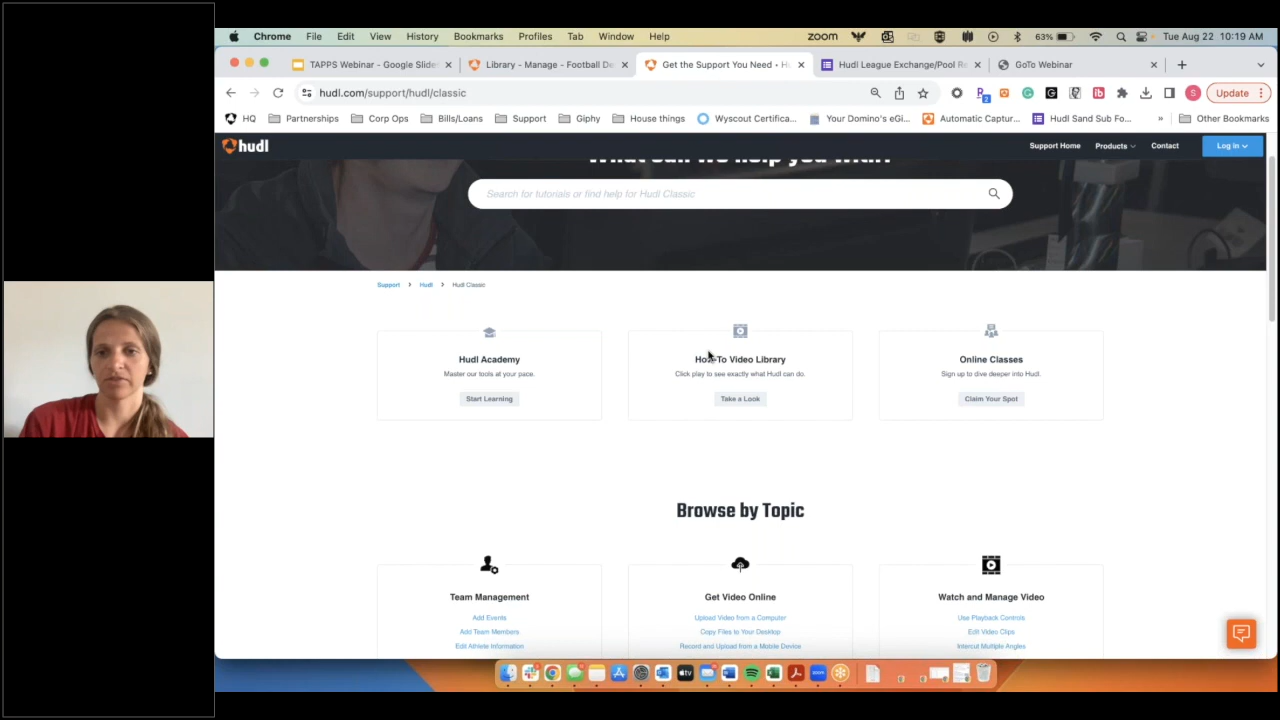 Chrome File Edit View History Bookmarks Profiles Tab Window Help zoom 63% Tue Aug 22 10:19 AM
TAPPS Webinar - Google Slides Library - Manage - Football De Get the Support You Need • H Hudl League Exchange/Pool Re GoTo Webinar
hudl.com/support/hudl/classic Update
HQ Partnerships Corp Ops Bills/Loans Support Giphy House things Wyscout Certifica... Your Domino's eGi... Automatic Captur... Hudl Sand Sub Fo... » Other Bookmarks
hudl Support Home Products Contact Log in
What can we help you with?
Search for tutorials or find help for Hudl Classic
Support > Hudl > Hudl Classic
Hudl Academy
Master our tools at your pace.
Start Learning
How-To Video Library
Click play to see exactly what Hudl can do.
Take a Look
Online Classes
Sign up to dive deeper into Hudl.
Claim Your Spot
Browse by Topic
Team Management
Add Events
Add Team Members
Edit Athlete Information
Get Video Online
Upload Video from a Computer
Copy Files to Your Desktop
Record and Upload from a Mobile Device
Watch and Manage Video
Use Playback Controls
Edit Video Clips
Intercut Multiple Angles